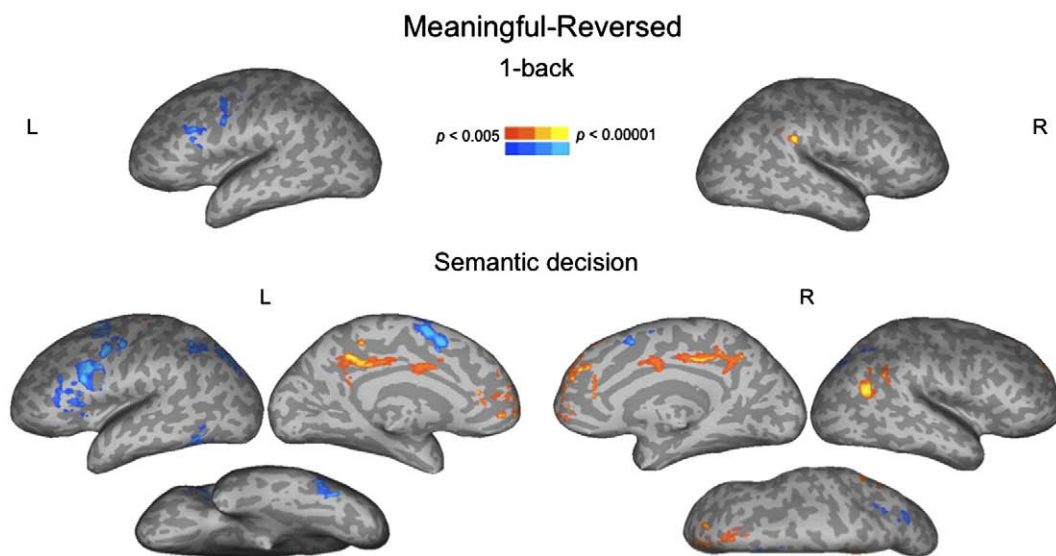 Meaningful-Reversed
1-back
L
p < 0.005
p < 0.00001
R
Semantic decision
L
R